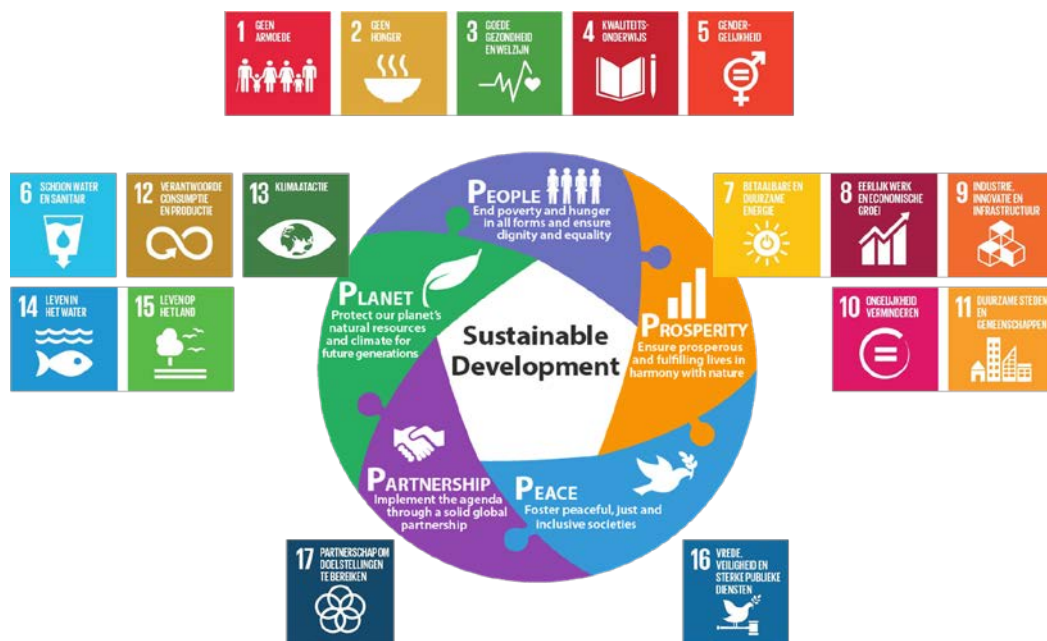 1 GEEN
ARMOEDE
2 GEEN
HONGER
3 GOEDE
GEZONDHEID
EN WELZIJN
4 KWALITEITS-
ONDERWIJS
5 GENDER-
GELIJKHEID
6 SCHOON WATER
EN SANITAIR
12 VERANTWOORDE
CONSUMPTIE
EN PRODUCTIE
13 KLIMAATACTIE
14 LEVEN IN
HET WATER
15 LEVEN OP
HET LAND
PEOPLE
End poverty and hunger
in all forms and ensure
dignity and equality
PLANET
Protect our planet's
natural resources
and climate for
future generations
Sustainable
Development
PROSPERITY
Ensure prosperous
and fulfilling lives in
harmony with nature
PARTNERSHIP
Implement the agenda
through a solid global
partnership
PEACE
Foster peaceful, just and
inclusive societies
7 BETAALBARE EN
DUURZAME
ENERGIE
8 EERLIJK WERK
EN ECONOMISCHE
GROEI
9 INDUSTRIE,
INNOVATIE EN
INFRASTRUCTUUR
10 ONGELIJKHEID
VERMINDEREN
11 DUURZAME STEDEN
EN
GEMEENSCHAPPEN
17 PARTNERSCHAP OM
DOELSTELLINGEN
TE BEREIKEN
16 VREDE,
VEILIGHEID EN
STERKE PUBLIEKE
DIENSTEN